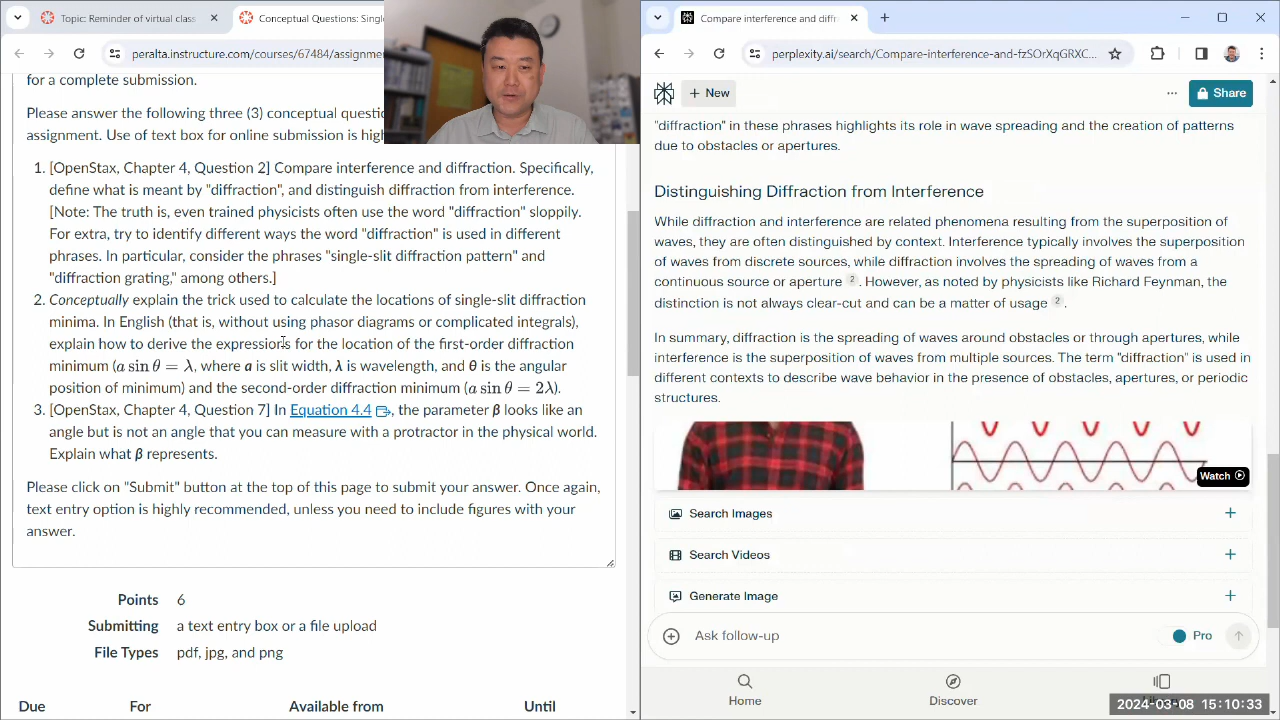 Topic: Reminder of virtual class
Conceptual Questions: Singl
peralta.instructure.com/courses/67484/assignme
for a complete submission.
Please answer the following three (3) conceptual questic
assignment. Use of text box for online submission is high
1. [OpenStax, Chapter 4, Question 2] Compare interference and diffraction. Specifically,
define what is meant by "diffraction", and distinguish diffraction from interference.
[Note: The truth is, even trained physicists often use the word "diffraction" sloppily.
For extra, try to identify different ways the word "diffraction" is used in different
phrases. In particular, consider the phrases "single-slit diffraction pattern" and
"diffraction grating," among others.]
2. Conceptually explain the trick used to calculate the locations of single-slit diffraction
minima. In English (that is, without using phasor diagrams or complicated integrals),
explain how to derive the expressions for the location of the first-order diffraction
minimum (a sin θ = λ, where a is slit width, λ is wavelength, and θ is the angular
position of minimum) and the second-order diffraction minimum (a sin θ = 2λ).
3. [OpenStax, Chapter 4, Question 7] In Equation 4.4, the parameter β looks like an
angle but is not an angle that you can measure with a protractor in the physical world.
Explain what β represents.
Please click on "Submit" button at the top of this page to submit your answer. Once again,
text entry option is highly recommended, unless you need to include figures with your
answer.
Points 6
Submitting a text entry box or a file upload
File Types pdf, jpg, and png
Due For Available from Until
Compare interference and diffr
perplexity.ai/search/Compare-interference-and-fzSOrXqGRX...
+ New
Share
"diffraction" in these phrases highlights its role in wave spreading and the creation of patterns
due to obstacles or apertures.
Distinguishing Diffraction from Interference
While diffraction and interference are related phenomena resulting from the superposition of
waves, they are often distinguished by context. Interference typically involves the superposition
of waves from discrete sources, while diffraction involves the spreading of waves from a
continuous source or aperture 2. However, as noted by physicists like Richard Feynman, the
distinction is not always clear-cut and can be a matter of usage 2.
In summary, diffraction is the spreading of waves around obstacles or through apertures, while
interference is the superposition of waves from multiple sources. The term "diffraction" is used in
different contexts to describe wave behavior in the presence of obstacles, apertures, or periodic
structures.
Watch
Search Images
Search Videos
Generate Image
Ask follow-up
Pro
Home
Discover
2024-03-08 15:10:33